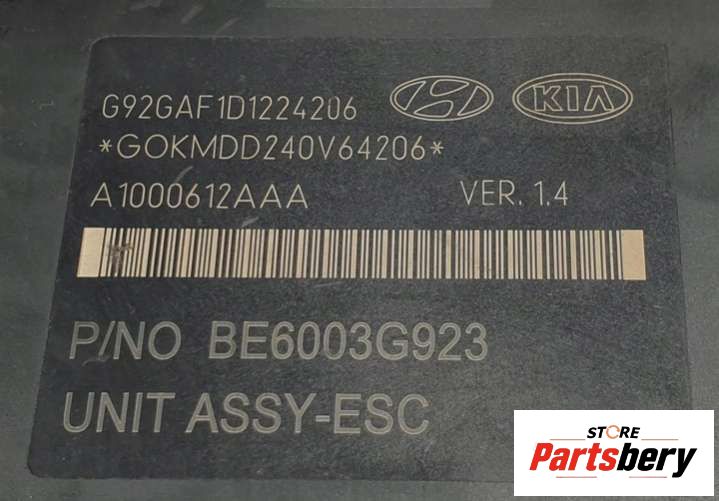 G92GAF1D1224206
KIA
*GOKMDD240V64206*
A1000612AAA VER. 1.4
P/NO BE6003G923
UNIT ASSY-ESC
STORE
Partsbery